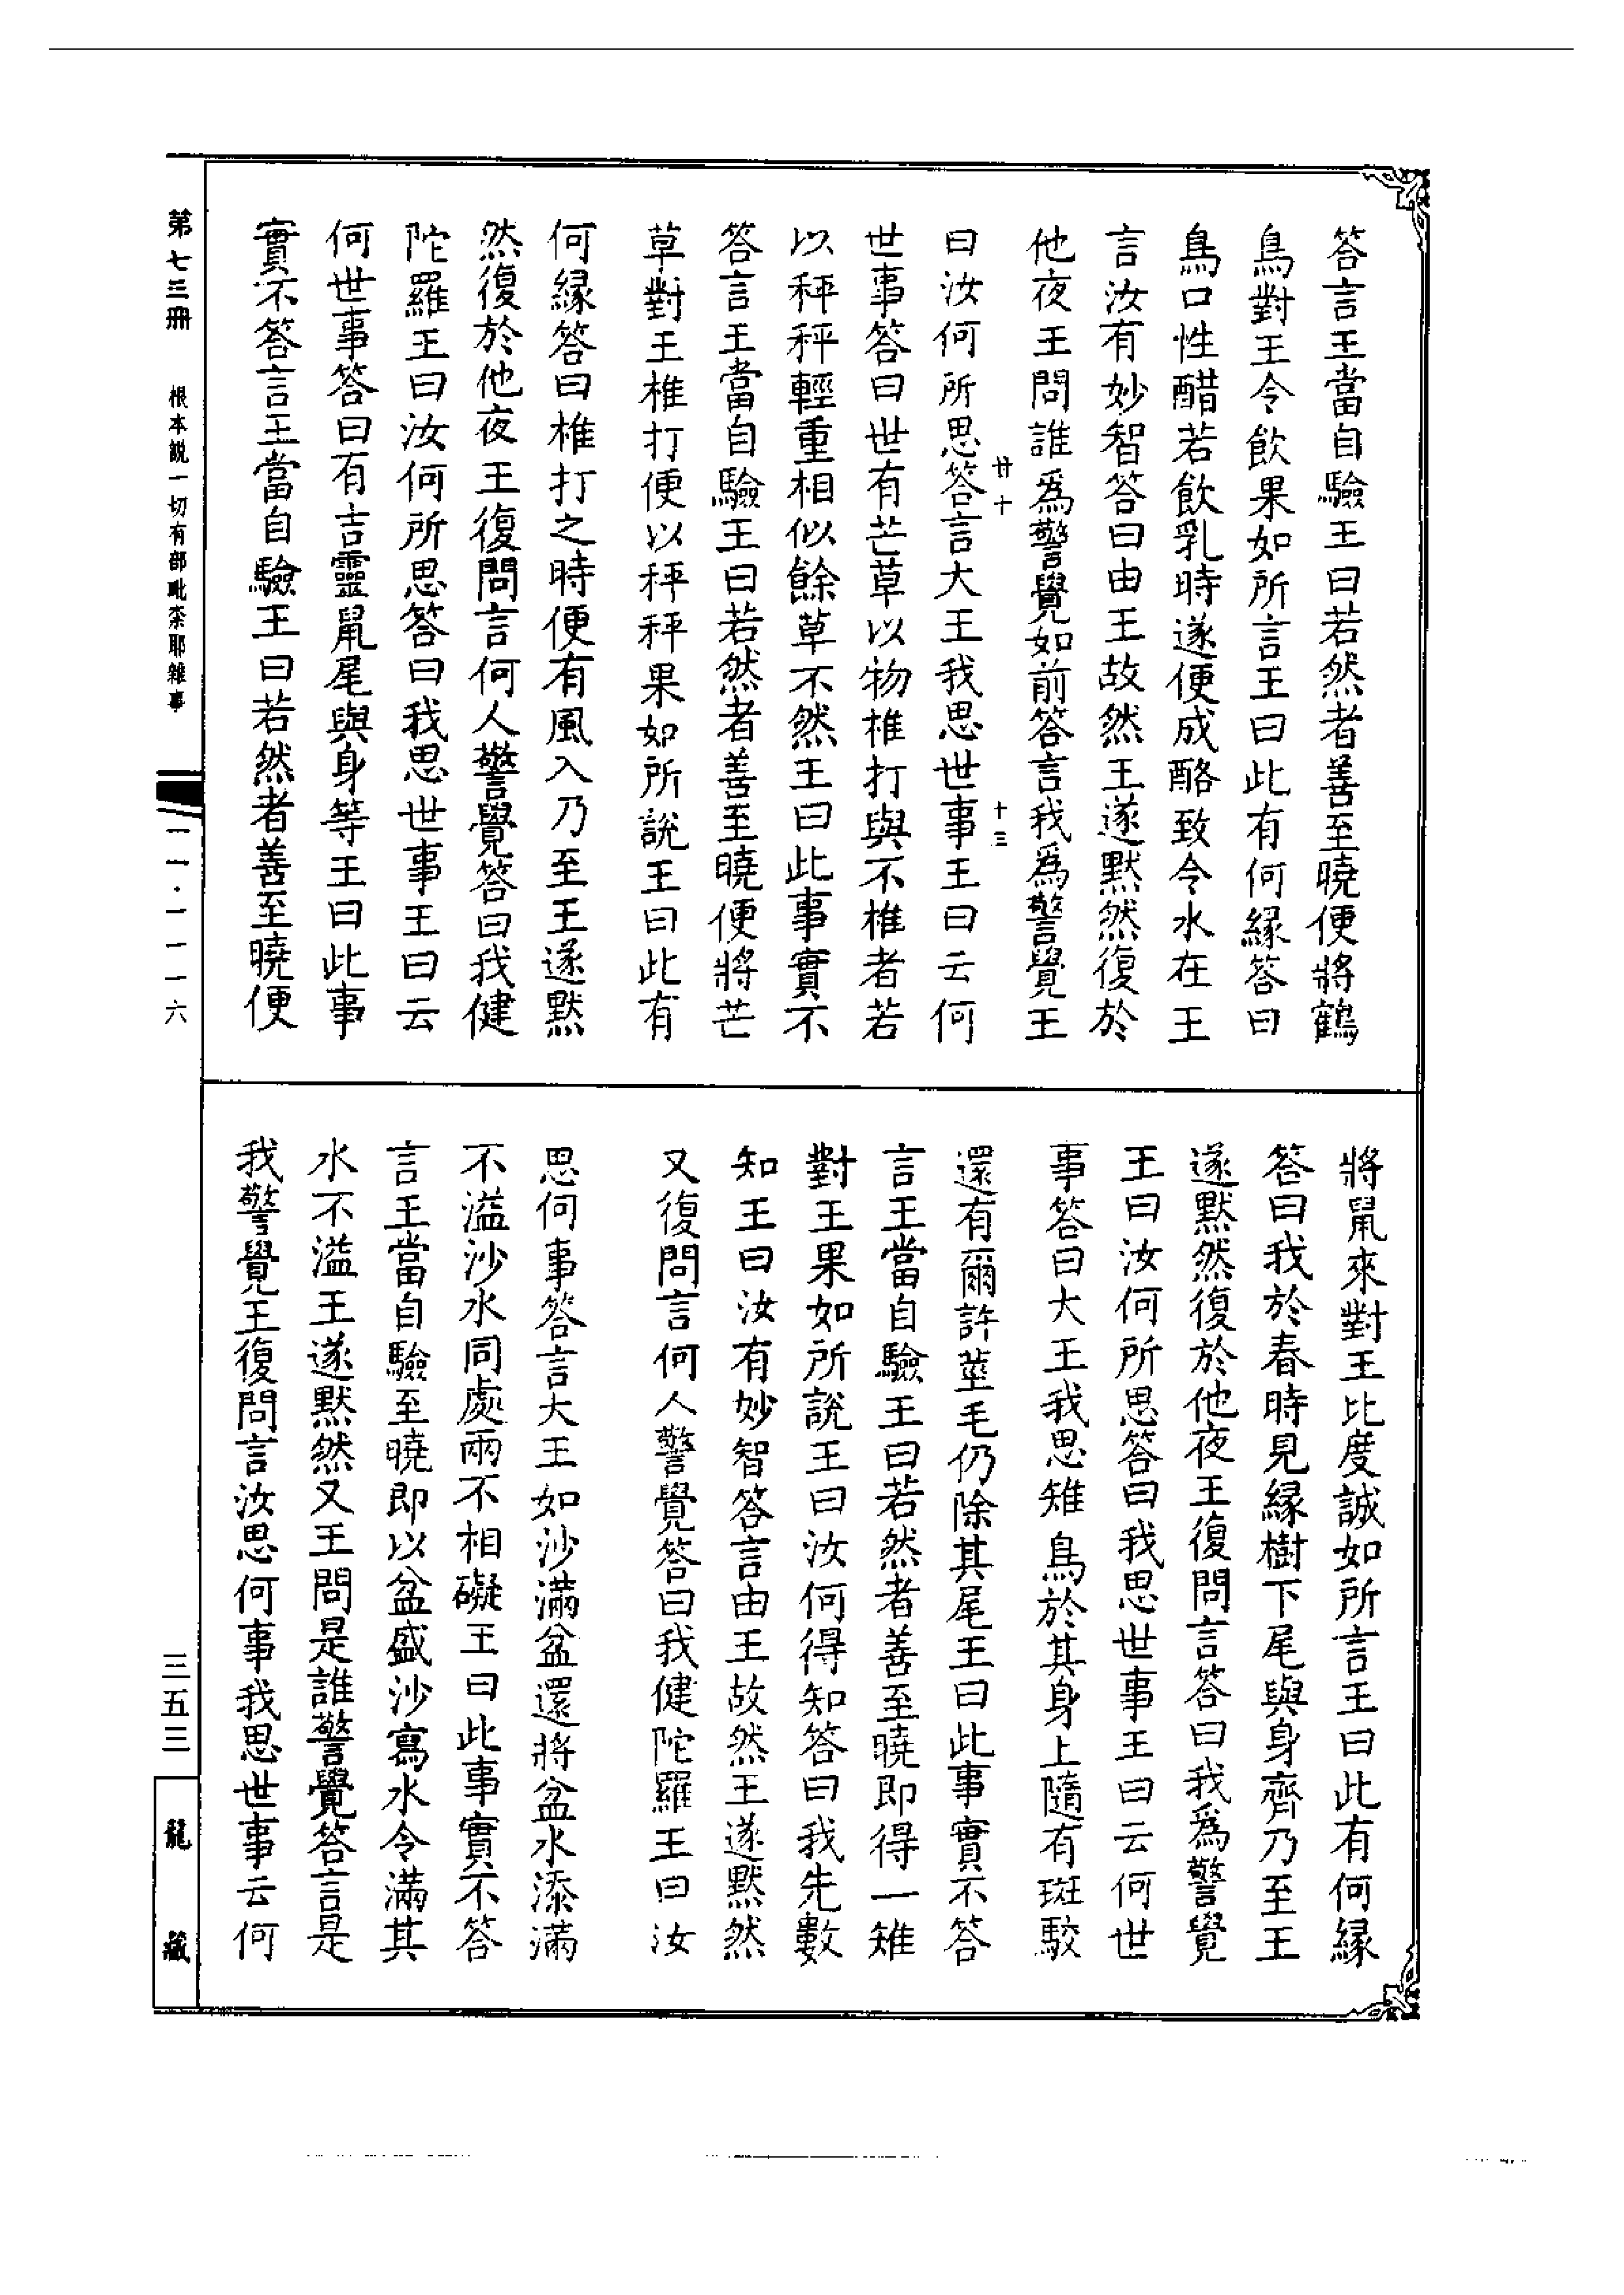 答言王當自驗王曰若然者善至曉便將鶴
鳥對王令飲果如所言王曰此有何緣答曰
鳥口性醋若飲乳時遂便成酪致令水在王
言汝有妙智答曰由王故然王遂默然復於
他夜王問誰爲警覺如前答言我爲警覺王
曰汝何所思答言大王我思世事王曰云何
世事答曰世有芒草以物椎打與不椎者若
以秤秤輕重相似餘草不然王曰此事實不
答言王當自驗王曰若然者善至曉便將芒
草對王椎打便以秤秤果如所說王曰此有
何緣答曰椎打之時便有風入乃至王遂默
然復於他夜王復問言何人警覺答曰我健
陀羅王曰汝何所思答曰我思世事王曰云
何世事答曰有吉靈鼠尾與身等王曰此事
實不答言王當自驗王曰若然者善至曉便
廿十
十三
將鼠來對王比度誠如所言王曰此有何緣
答曰我於春時見緣樹下尾與身齊乃至王
遂默然復於他夜王復問言答曰我爲警覺
王曰汝何所思答曰我思世事王曰云何世
事答曰大王我思雉鳥於其身上隨有斑駮
還有爾許莖毛仍除其尾王曰此事實不答
言王當自驗王曰若然者善至曉即得一雉
對王果如所說王曰汝何得知答曰我先數
知王曰汝有妙智答言由王故然王遂默然
又復問言何人警覺答曰我健陀羅王曰汝
思何事答言大王如沙滿盆還將盆水添滿
不溢沙水同處兩不相礙王曰此事實不答
言王當自驗至曉即以盆盛沙寫水令滿其
水不溢王遂默然又王問是誰警覺答言是
我警覺王復問言汝思何事我思世事云何
第七三冊 根本說一切有部毗柰耶雜事 一一·一一一六
三五三
龍藏